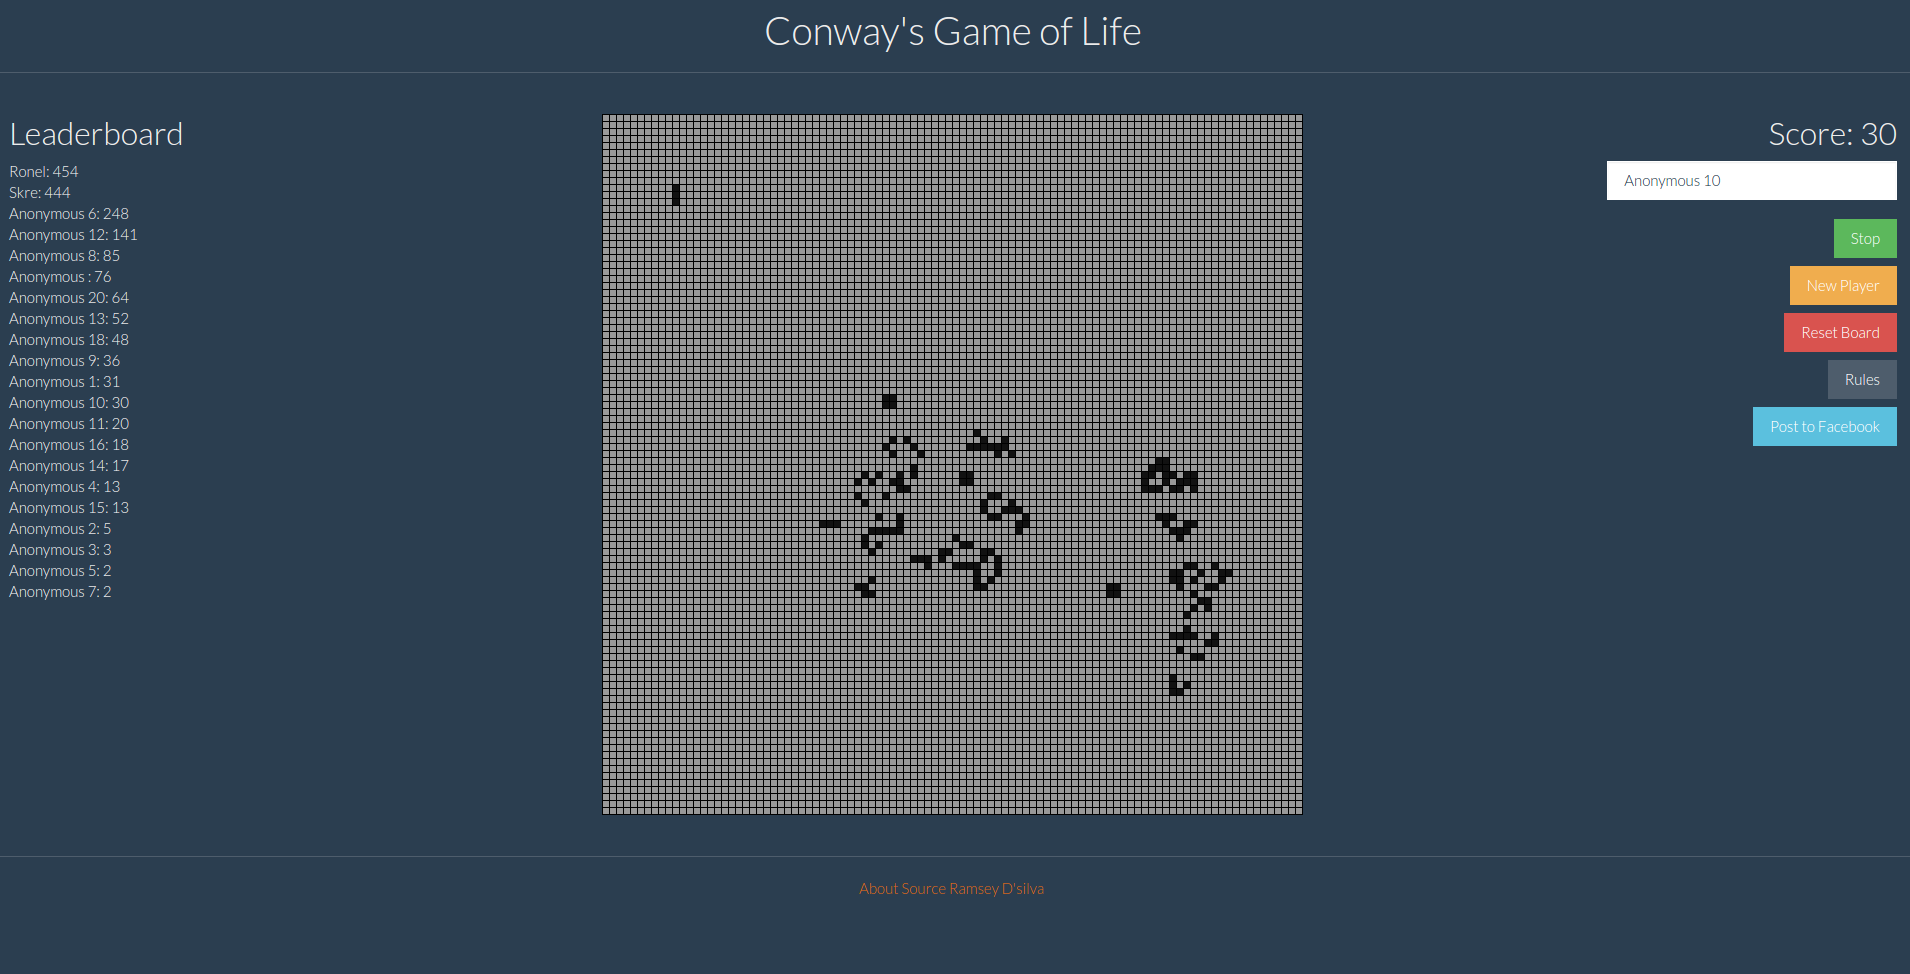 Conway's Game of Life
Leaderboard
Ronel: 454
Skre: 444
Anonymous 6: 248
Anonymous 12: 141
Anonymous 8: 85
Anonymous : 76
Anonymous 20: 64
Anonymous 13: 52
Anonymous 18: 48
Anonymous 9: 36
Anonymous 1: 31
Anonymous 10: 30
Anonymous 11: 20
Anonymous 16: 18
Anonymous 14: 17
Anonymous 4: 13
Anonymous 15: 13
Anonymous 2: 5
Anonymous 3: 3
Anonymous 5: 2
Anonymous 7: 2
Score: 30
Anonymous 10
Stop
New Player
Reset Board
Rules
Post to Facebook
About Source Ramsey D'silva